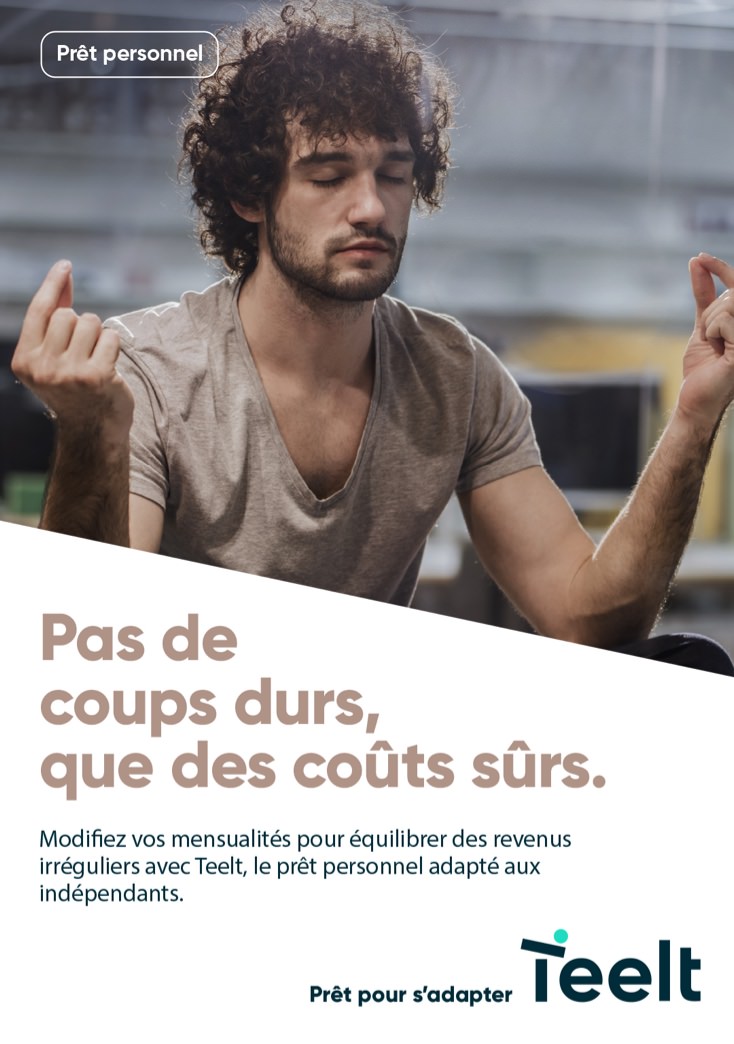 Prêt personnel
Pas de
coups durs,
que des coûts sûrs.
Modifiez vos mensualités pour équilibrer des revenus
irréguliers avec Teelt, le prêt personnel adapté aux
indépendants.
Prêt pour s’adapter
Teelt